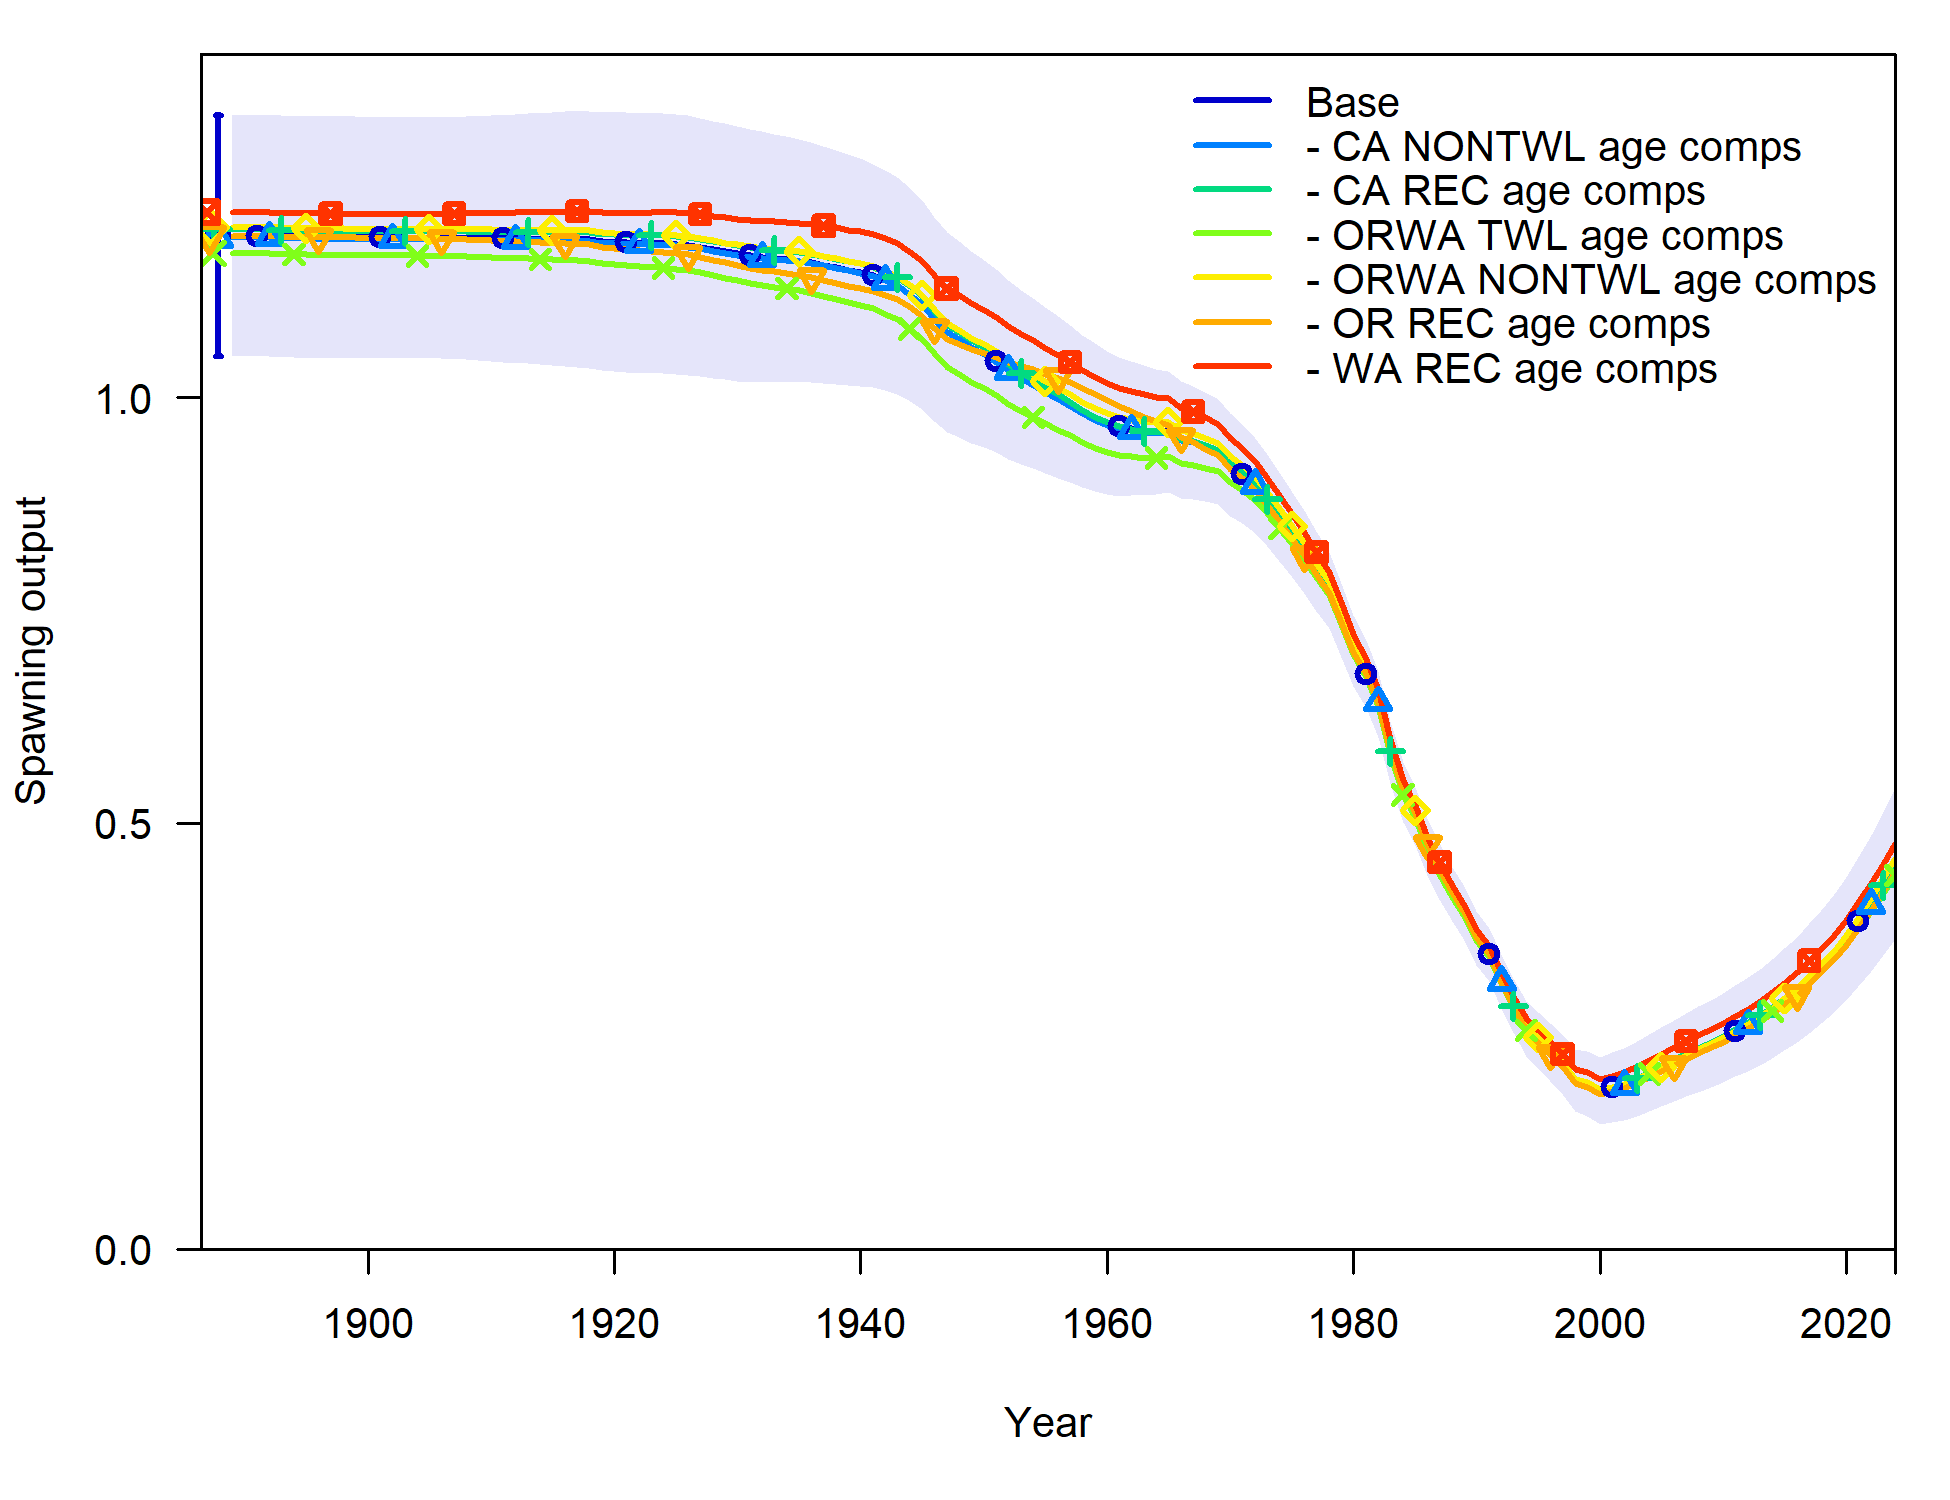 Base
- CA NONTWL age comps
- CA REC age comps
- ORWA TWL age comps
- ORWA NONTWL age comps
- OR REC age comps
- WA REC age comps
1.0
0.5
0.0
Spawning output
1900 1920 1940 1960 1980 2000 2020
Year